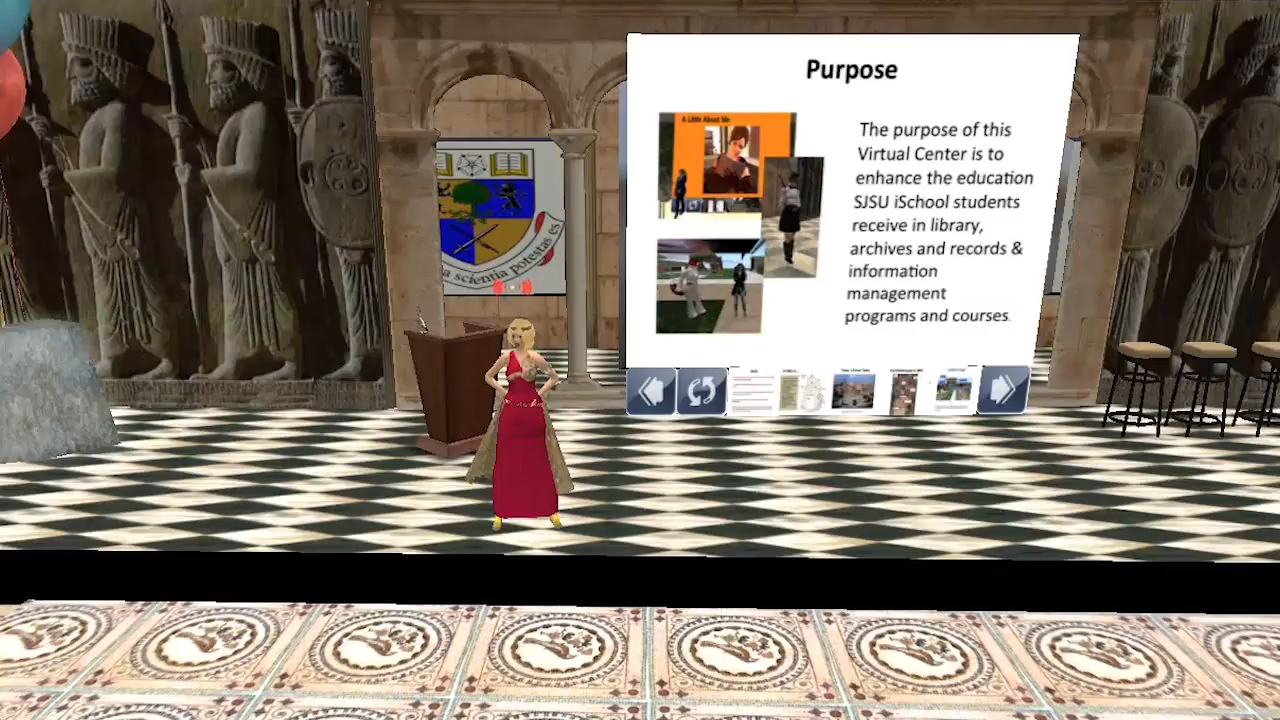 Purpose
A Little About Me
The purpose of this
Virtual Center is to
enhance the education
SJSU iSchool students
receive in library,
archives and records &
information
management
programs and courses.
a scientia potestas es